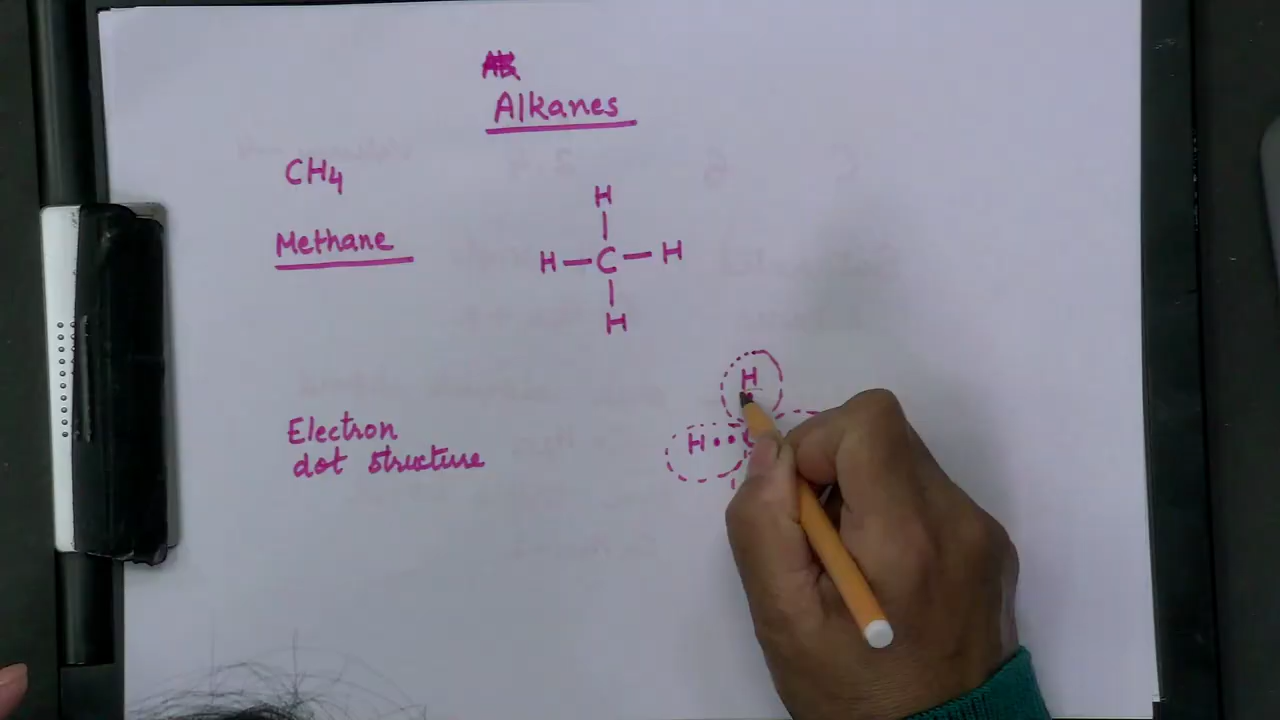 Alkanes
CH4
Methane
H
H - C - H
H
Electron
dot structure
H
H : C